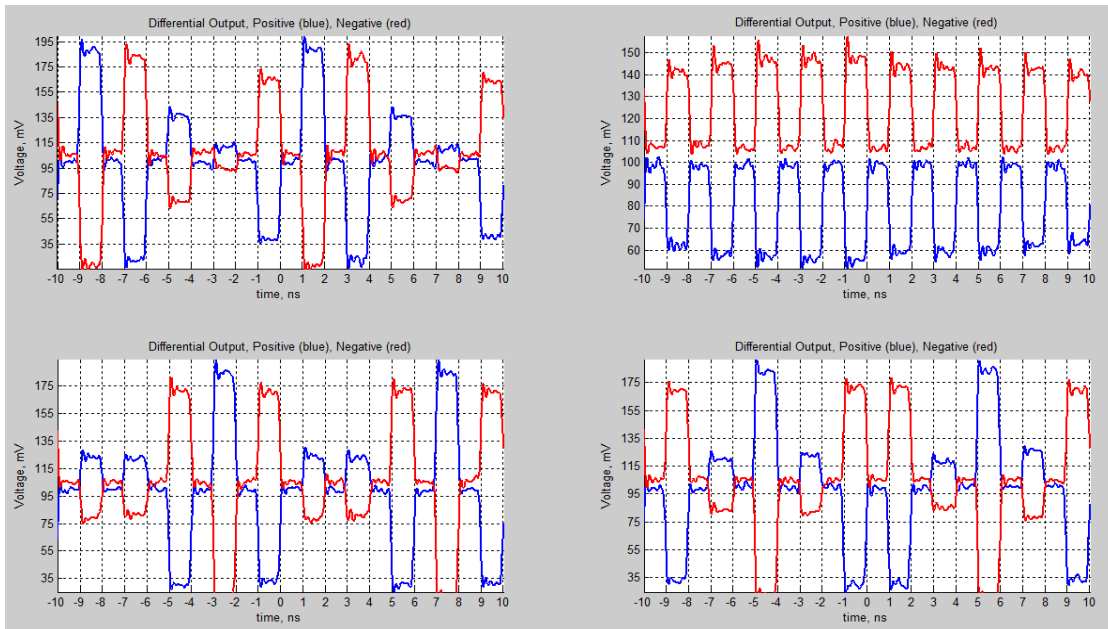 Differential Output, Positive (blue), Negative (red)
195
175
155
135
115
95
75
55
35
Voltage, mV
-10 -9 -8 -7 -6 -5 -4 -3 -2 -1 0 1 2 3 4 5 6 7 8 9 10
time, ns
Differential Output, Positive (blue), Negative (red)
150
140
130
120
110
100
90
80
70
60
Voltage, mV
-10 -9 -8 -7 -6 -5 -4 -3 -2 -1 0 1 2 3 4 5 6 7 8 9 10
time, ns
Differential Output, Positive (blue), Negative (red)
175
155
135
115
95
75
55
35
Voltage, mV
-10 -9 -8 -7 -6 -5 -4 -3 -2 -1 0 1 2 3 4 5 6 7 8 9 10
time, ns
Differential Output, Positive (blue), Negative (red)
175
155
135
115
95
75
55
35
Voltage, mV
-10 -9 -8 -7 -6 -5 -4 -3 -2 -1 0 1 2 3 4 5 6 7 8 9 10
time, ns